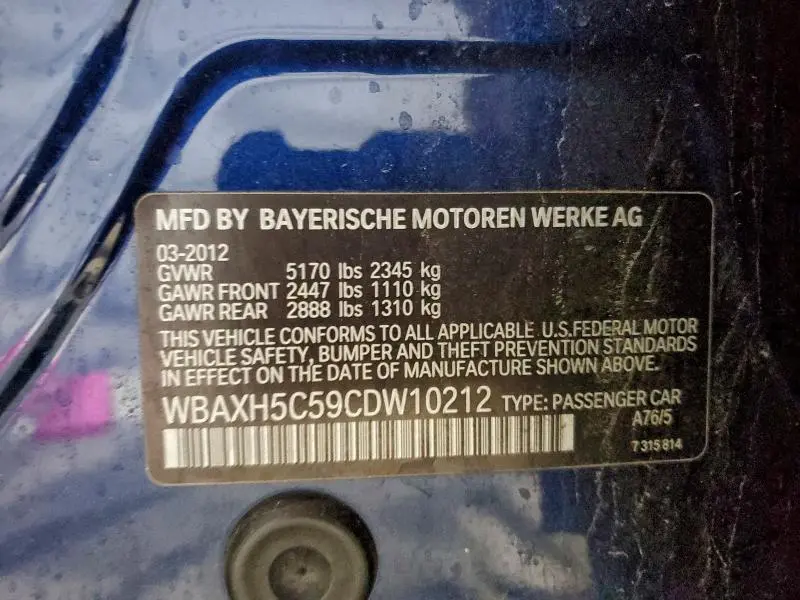 MFD BY BAYERISCHE MOTOREN WERKE AG
03-2012
GVWR 5170 lbs 2345 kg
GAWR FRONT 2447 lbs 1110 kg
GAWR REAR 2888 lbs 1310 kg
THIS VEHICLE CONFORMS TO ALL APPLICABLE U.S.FEDERAL MOTOR
VEHICLE SAFETY, BUMPER AND THEFT PREVENTION STANDARDS
IN EFFECT ON THE DATE OF MANUFACTURE SHOWN ABOVE.
WBAXH5C59CDW10212 TYPE: PASSENGER CAR
A76/5
7 315 814